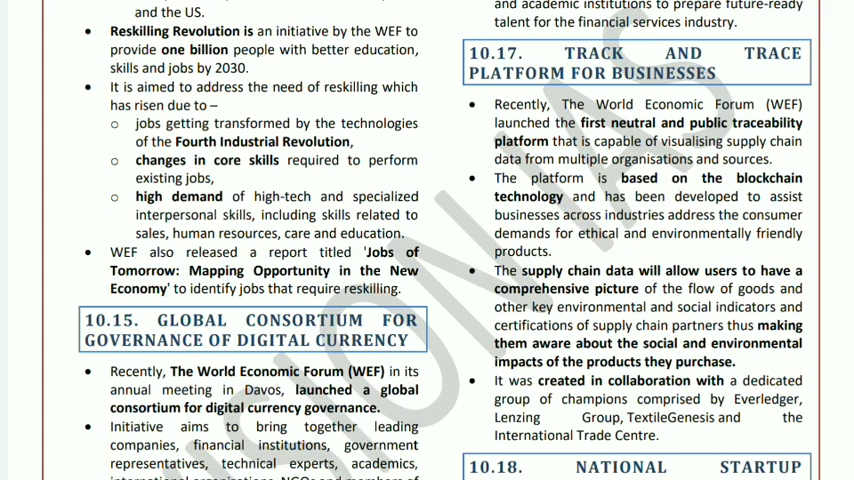 and the US.
• Reskilling Revolution is an initiative by the WEF to
provide one billion people with better education,
skills and jobs by 2030.
• It is aimed to address the need of reskilling which
has risen due to –
o jobs getting transformed by the technologies
of the Fourth Industrial Revolution,
o changes in core skills required to perform
existing jobs,
o high demand of high-tech and specialized
interpersonal skills, including skills related to
sales, human resources, care and education.
• WEF also released a report titled 'Jobs of
Tomorrow: Mapping Opportunity in the New
Economy' to identify jobs that require reskilling.
10.15. GLOBAL CONSORTIUM FOR
GOVERNANCE OF DIGITAL CURRENCY
• Recently, The World Economic Forum (WEF) in its
annual meeting in Davos, launched a global
consortium for digital currency governance.
• Initiative aims to bring together leading
companies, financial institutions, government
representatives, technical experts, academics,
international organisations, NGOs and members of
and academic institutions to prepare future-ready
talent for the financial services industry.
10.17. TRACK AND TRACE
PLATFORM FOR BUSINESSES
• Recently, The World Economic Forum (WEF)
launched the first neutral and public traceability
platform that is capable of visualising supply chain
data from multiple organisations and sources.
• The platform is based on the blockchain
technology and has been developed to assist
businesses across industries address the consumer
demands for ethical and environmentally friendly
products.
• The supply chain data will allow users to have a
comprehensive picture of the flow of goods and
other key environmental and social indicators and
certifications of supply chain partners thus making
them aware about the social and environmental
impacts of the products they purchase.
• It was created in collaboration with a dedicated
group of champions comprised by Everledger,
Lenzing Group, TextileGenesis and the
International Trade Centre.
10.18. NATIONAL STARTUP
VISION IAS